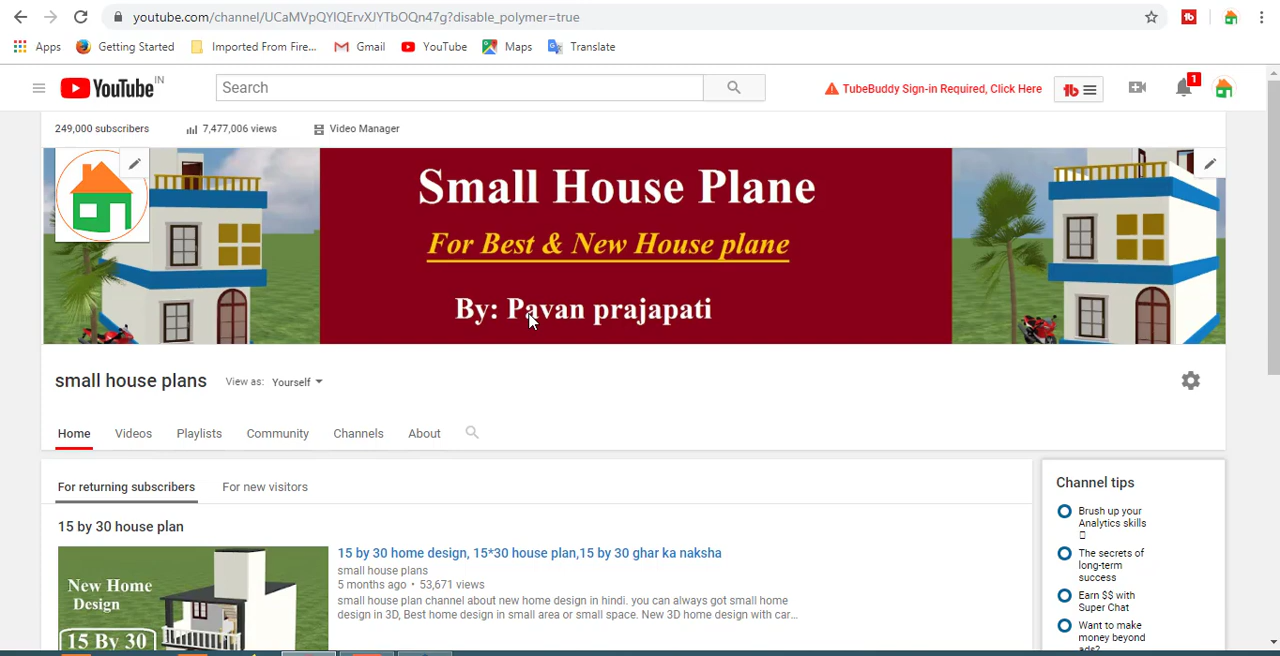 youtube.com/channel/UCaMVpQYlQErvXJYTbOQn47g?disable_polymer=true
Apps Getting Started Imported From Fire... Gmail YouTube Maps Translate
YouTube IN
Search
TubeBuddy Sign-in Required, Click Here
1
249,000 subscribers 7,477,006 views Video Manager
Small House Plane
For Best & New House plane
By: Pavan prajapati
small house plans View as: Yourself
Home Videos Playlists Community Channels About
For returning subscribers For new visitors
15 by 30 house plan
New Home
Design
15 By 30
15 by 30 home design, 15*30 house plan,15 by 30 ghar ka naksha
small house plans
5 months ago • 53,671 views
small house plan channel about new home design in hindi. you can always got small home
design in 3D, Best home design in small area or small space. New 3D home design with car...
Channel tips
Brush up your
Analytics skills
The secrets of
long-term
success
Earn $$ with
Super Chat
Want to make
money beyond
ads?